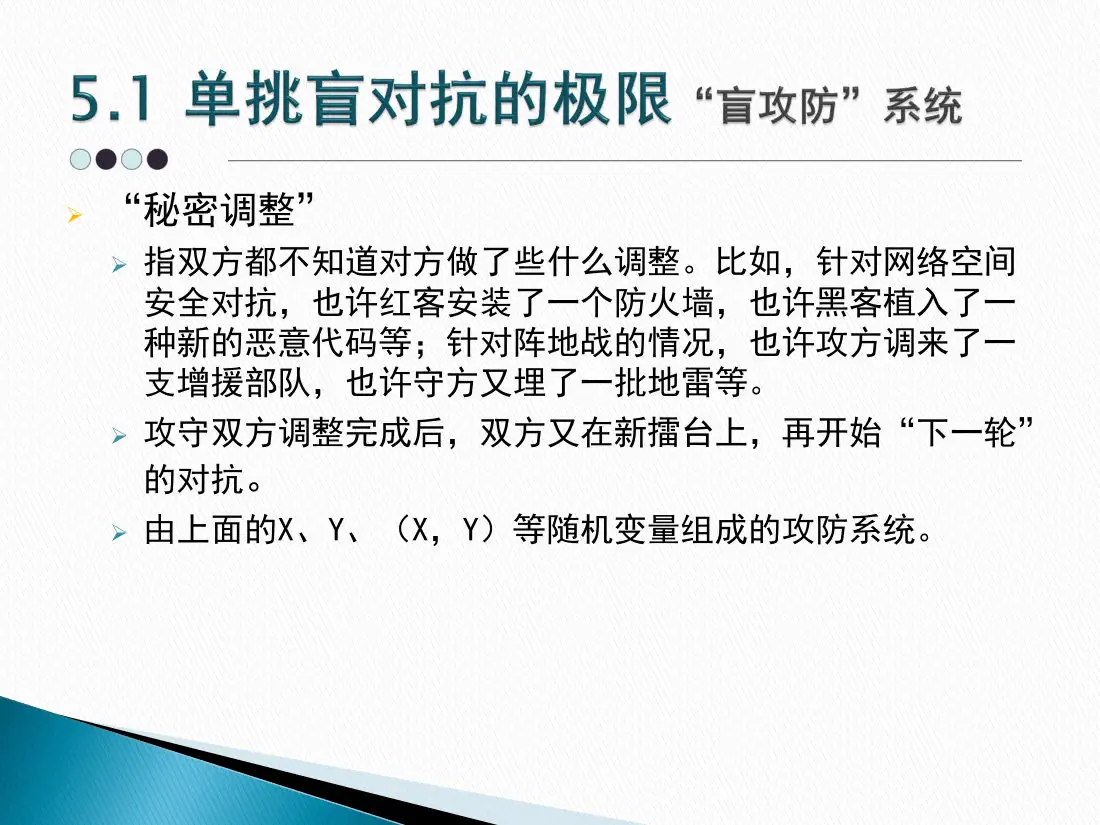 5.1 单挑盲对抗的极限 “盲攻防”系统
“秘密调整”
指双方都不知道对方做了些什么调整。比如，针对网络空间
安全对抗，也许红客安装了一个防火墙，也许黑客植入了一
种新的恶意代码等；针对阵地战的情况，也许攻方调来了一
支增援部队，也许守方又埋了一批地雷等。
攻守双方调整完成后，双方又在新擂台上，再开始“下一轮”
的对抗。
由上面的X、Y、（X，Y）等随机变量组成的攻防系统。